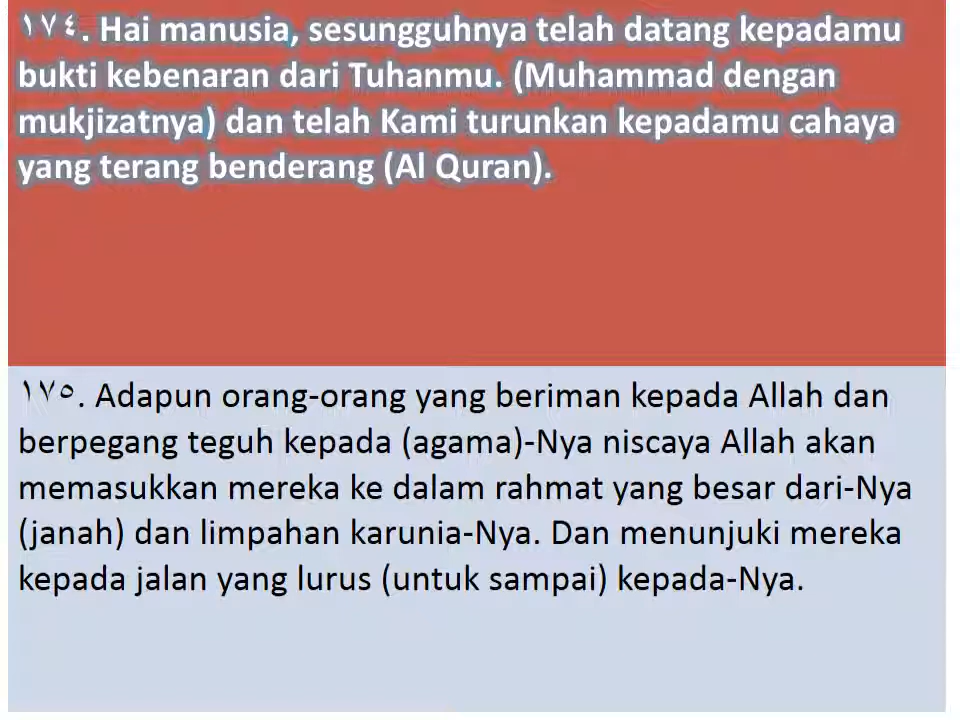 ١٧٤. Hai manusia, sesungguhnya telah datang kepadamu
bukti kebenaran dari Tuhanmu. (Muhammad dengan
mukjizatnya) dan telah Kami turunkan kepadamu cahaya
yang terang benderang (Al Quran).
١٧٥. Adapun orang-orang yang beriman kepada Allah dan
berpegang teguh kepada (agama)-Nya niscaya Allah akan
memasukkan mereka ke dalam rahmat yang besar dari-Nya
(janah) dan limpahan karunia-Nya. Dan menunjuki mereka
kepada jalan yang lurus (untuk sampai) kepada-Nya.